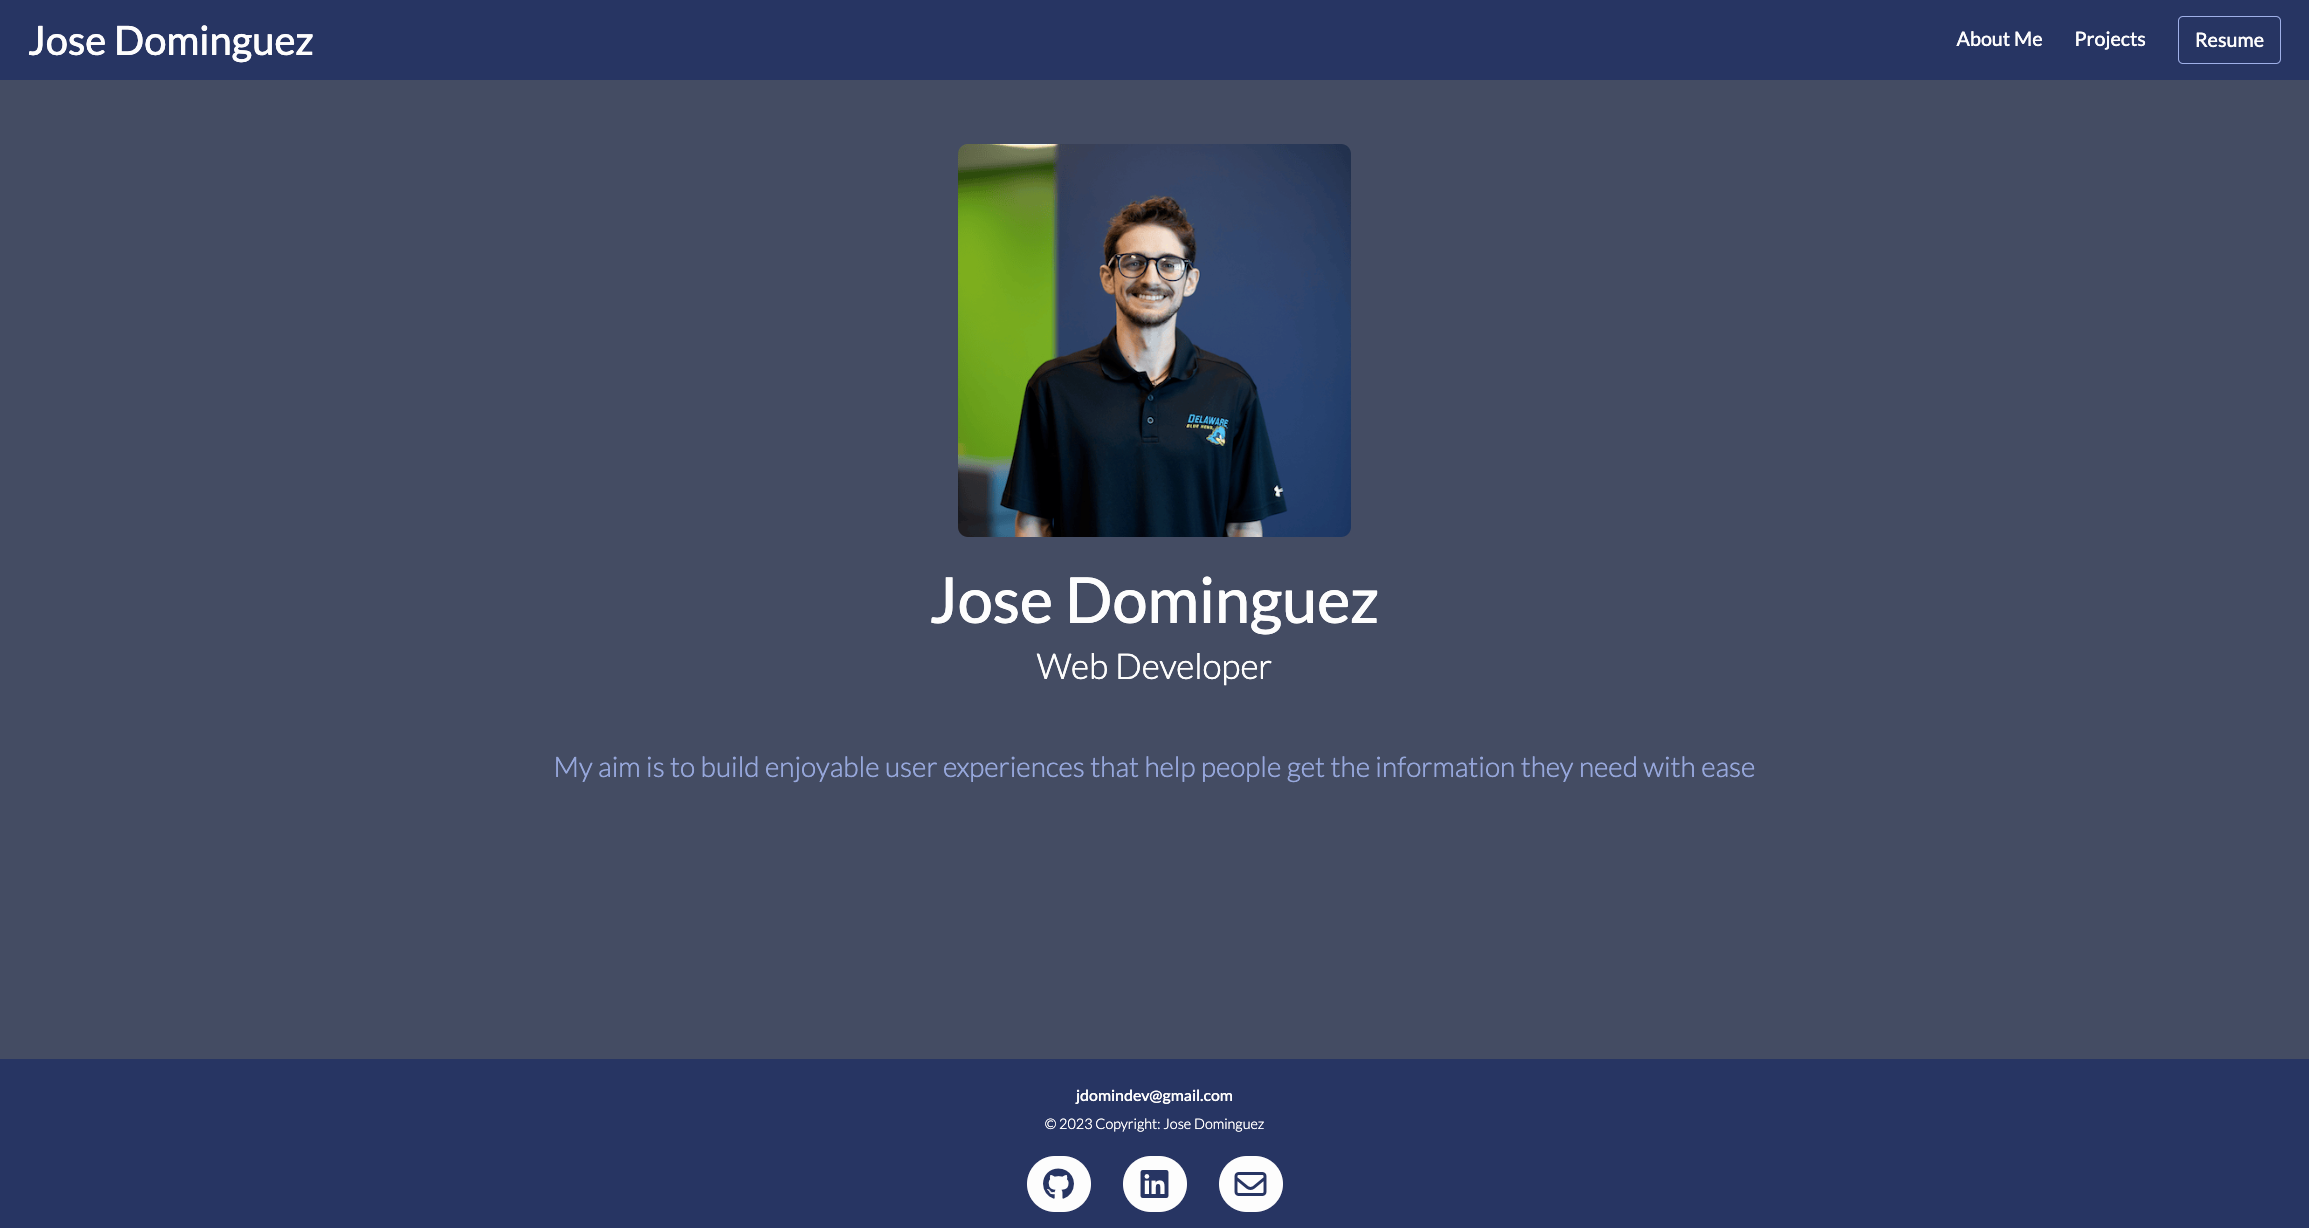 Jose Dominguez
About Me
Projects
Resume
DELAWARE
Jose Dominguez
Web Developer
My aim is to build enjoyable user experiences that help people get the information they need with ease
jdomindev@gmail.com
© 2023 Copyright: Jose Dominguez
in